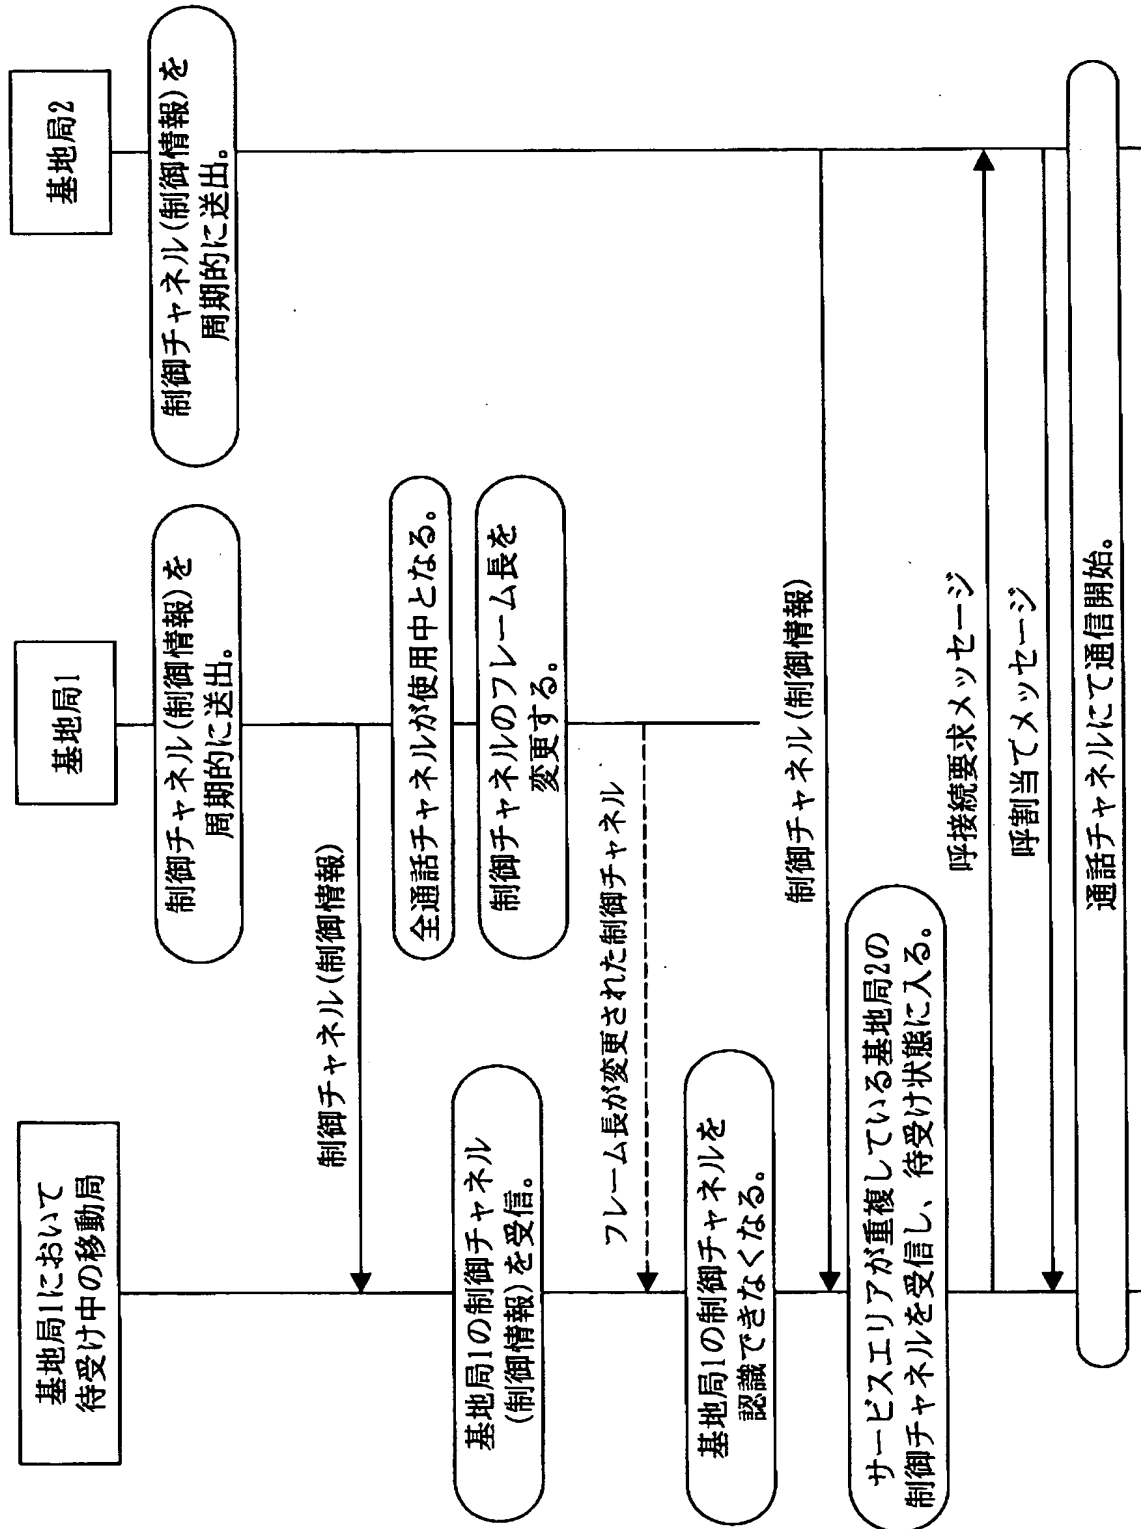 基地局1において
待受け中の移動局
基地局1
基地局2
制御チャネル(制御情報)を
周期的に送出。
制御チャネル(制御情報)を
周期的に送出。
制御チャネル(制御情報)
全通話チャネルが使用中となる。
基地局1の制御チャネル
(制御情報)を受信。
制御チャネルのフレーム長を
変更する。
フレーム長が変更された制御チャネル
基地局1の制御チャネルを
認識できなくなる。
制御チャネル(制御情報)
サービスエリアが重複している基地局2の
制御チャネルを受信し、待受け状態に入る。
呼接続要求メッセージ
呼割当てメッセージ
通話チャネルにて通信開始。